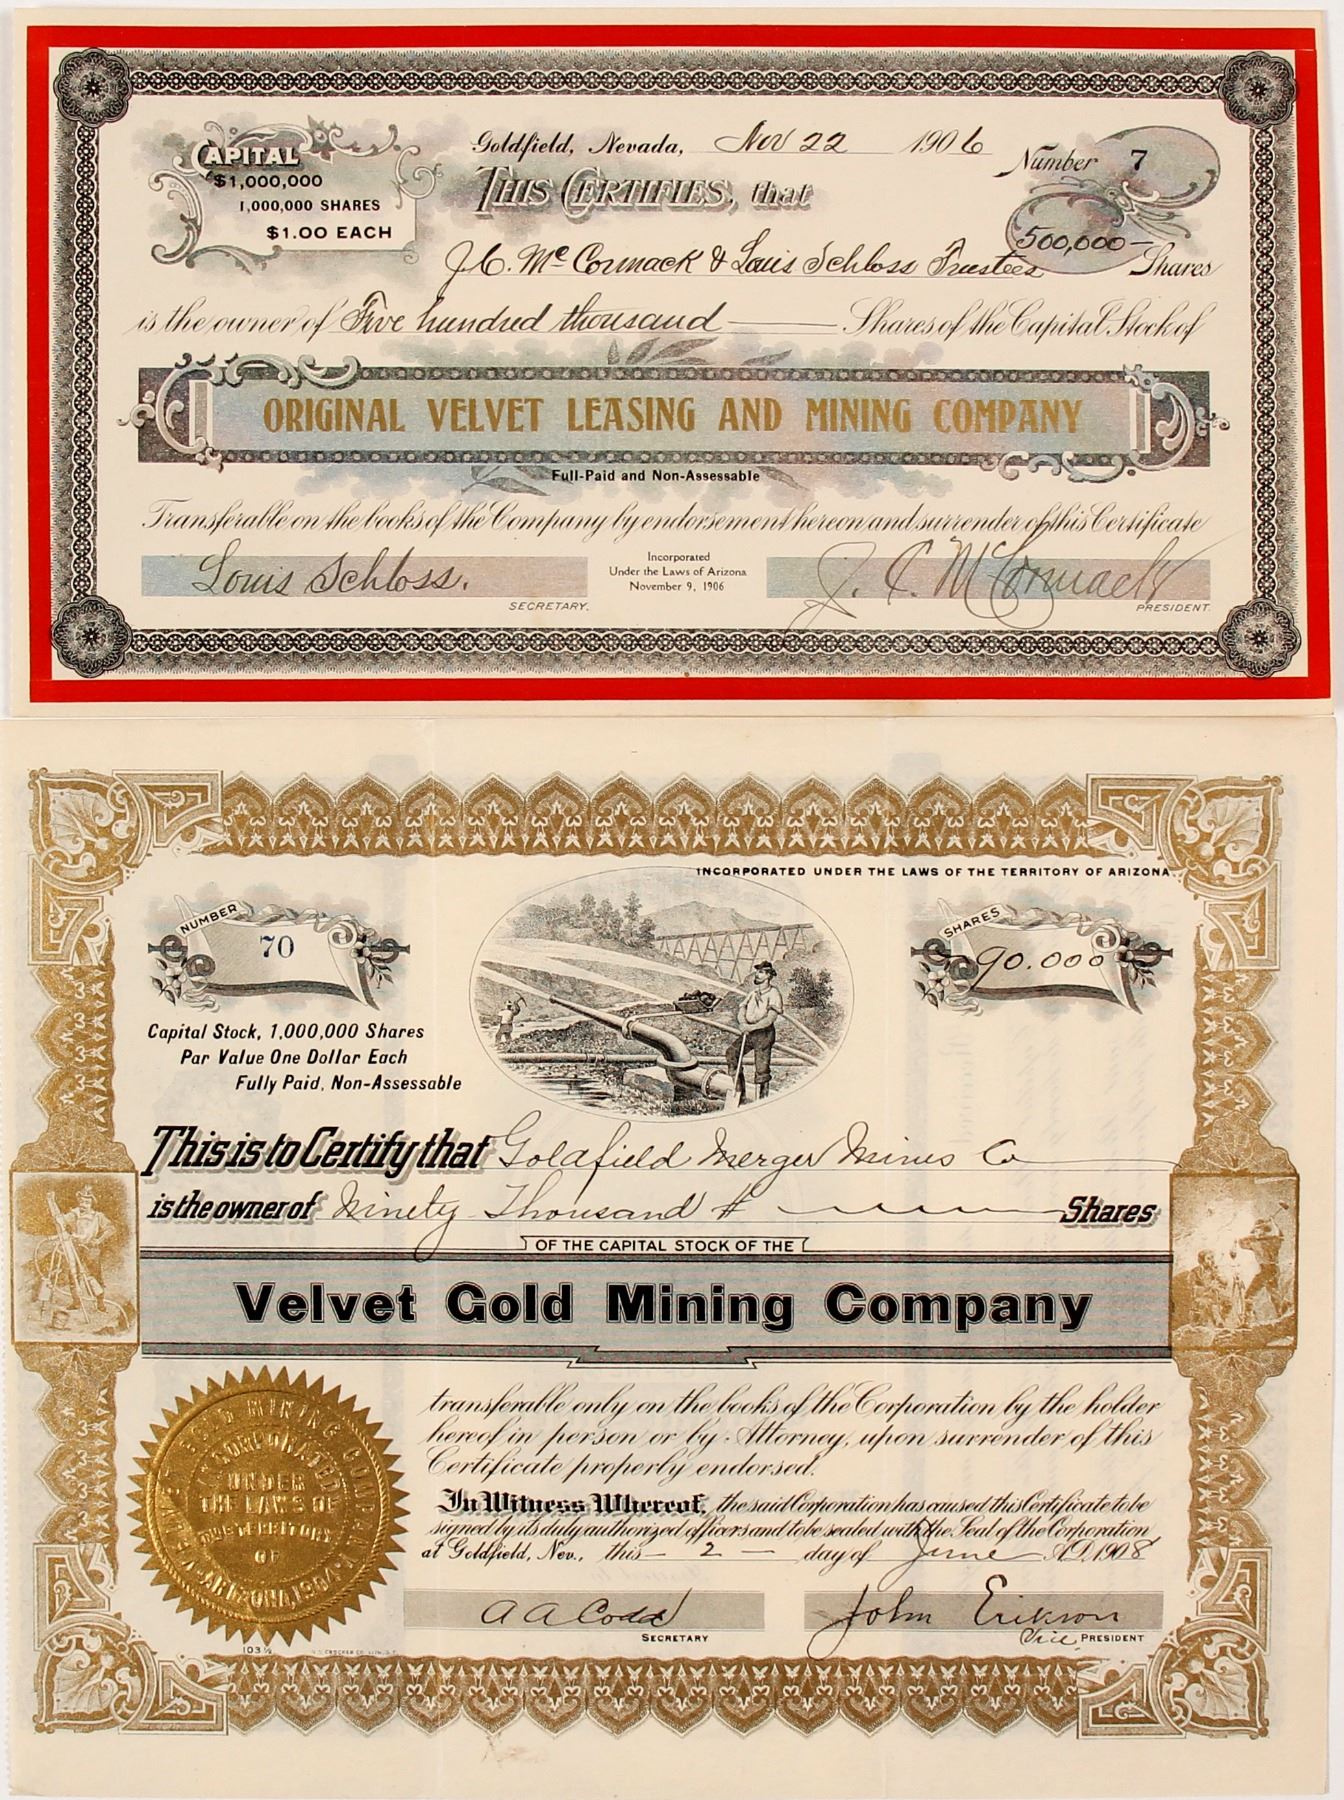 Goldfield, Nevada, Nov 22 1906
CAPITAL
$1,000,000
1,000,000 SHARES
$1.00 EACH
Number 7
THIS CERTIFIES, that
500,000—
J.C. McCormack & Louis Schloss Trustees Shares
is the owner of Five hundred thousand Shares of the Capital Stock of
ORIGINAL VELVET LEASING AND MINING COMPANY
Full-Paid and Non-Assessable
Transferable on the books of the Company by endorsement hereon and surrender of this Certificate
Louis Schloss.
SECRETARY.
Incorporated
Under the Laws of Arizona
November 9, 1906
J. C. McCormack
PRESIDENT.
INCORPORATED UNDER THE LAWS OF THE TERRITORY OF ARIZONA.
NUMBER
70
SHARES
90.000
Capital Stock, 1,000,000 Shares
Par Value One Dollar Each
Fully Paid, Non-Assessable
This is to Certify that Goldfield Merger Mines Co
is the owner of Ninety Thousand # Shares
OF THE CAPITAL STOCK OF THE
Velvet Gold Mining Company
transferable only on the books of the Corporation by the holder
hereof in person or by Attorney, upon surrender of this
Certificate properly endorsed.
In Witness Whereof, the said Corporation has caused this Certificate to be
signed by its duly authorized officers and to be sealed with the Seal of the Corporation
at Goldfield, Nev., this — 2 — day of June A.D. 1908
VELVET GOLD MINING COMPANY
INCORPORATED
UNDER
THE LAWS OF
THE TERRITORY
OF
ARIZONA, 1904
A A Codd
SECRETARY
John Erikson
Vice PRESIDENT
103½